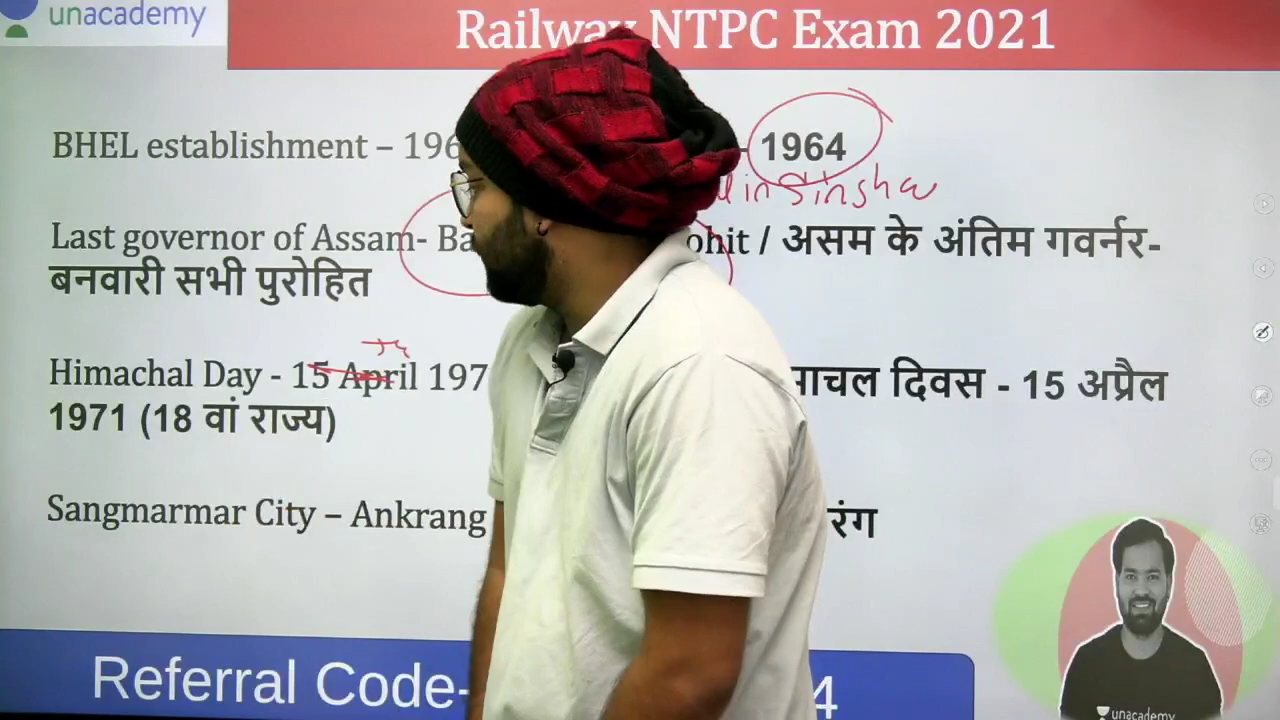 unacademy
Railway NTPC Exam 2021
BHEL establishment – 196 - 1964
in Sinsha
Last governor of Assam- Ba ohit / असम के अंतिम गवर्नर-
बनवारी सभी पुरोहित
Himachal Day - 15 April 197 माचल दिवस - 15 अप्रैल
1971 (18 वां राज्य)
Sangmarmar City – Ankrang रंग
Referral Code- 4
unacademy